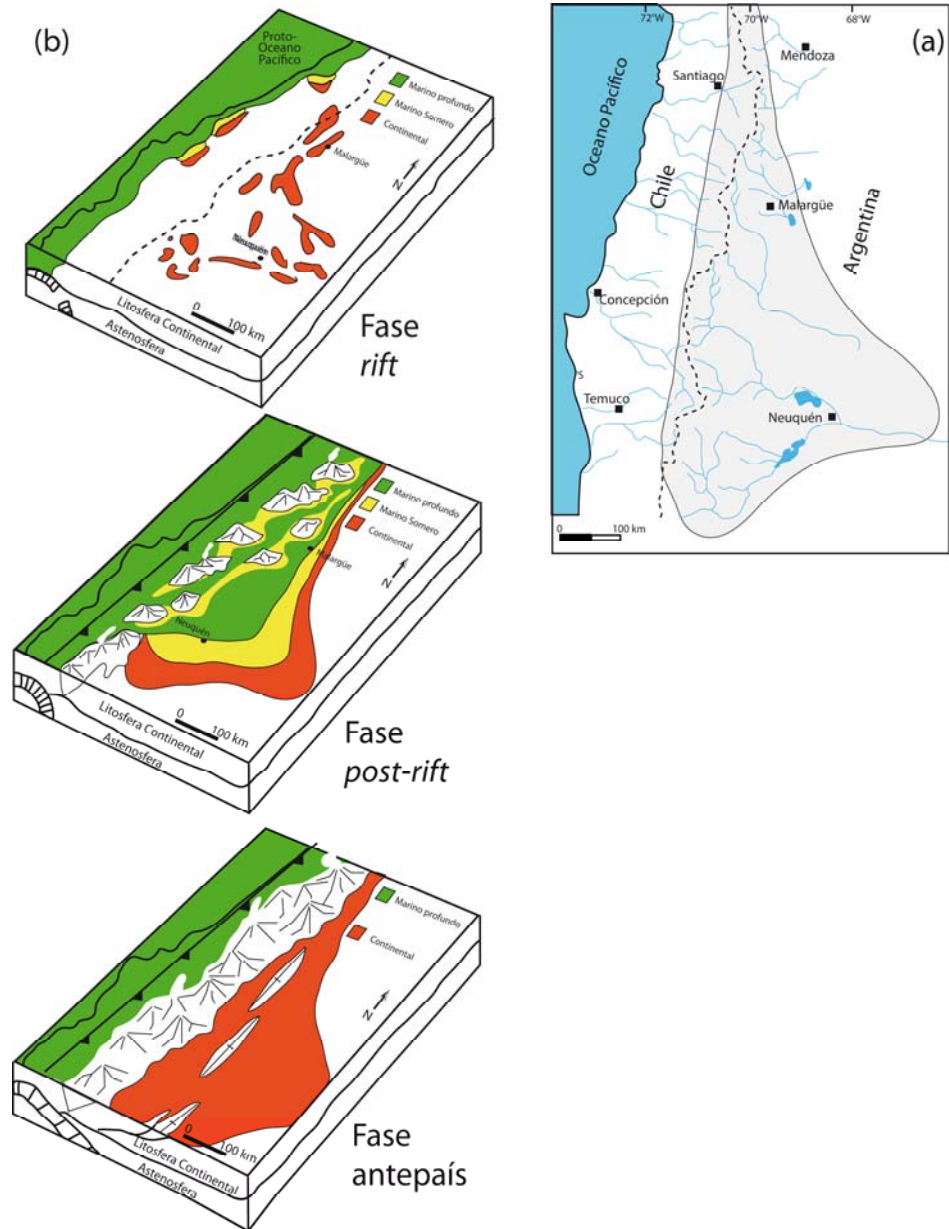 (b)
Proto-
Oceano
Pacífico
Marino profundo
Marino Somero
Continental
Malargüe
N
Neuquén
0
100 km
Litosfera Continental
Astenosfera
Fase
rift
Marino profundo
Marino Somero
Continental
Malargüe
N
Neuquén
0
100 km
Litosfera Continental
Astenosfera
Fase
post-rift
Marino profundo
Continental
N
0
100 km
Litosfera Continental
Astenosfera
Fase
antepaís
72°W
70°W
68°W
(a)
Mendoza
Santiago
Oceano Pacífico
Chile
Malargüe
Argentina
Concepción
's
Temuco
Neuquén
0
100 km